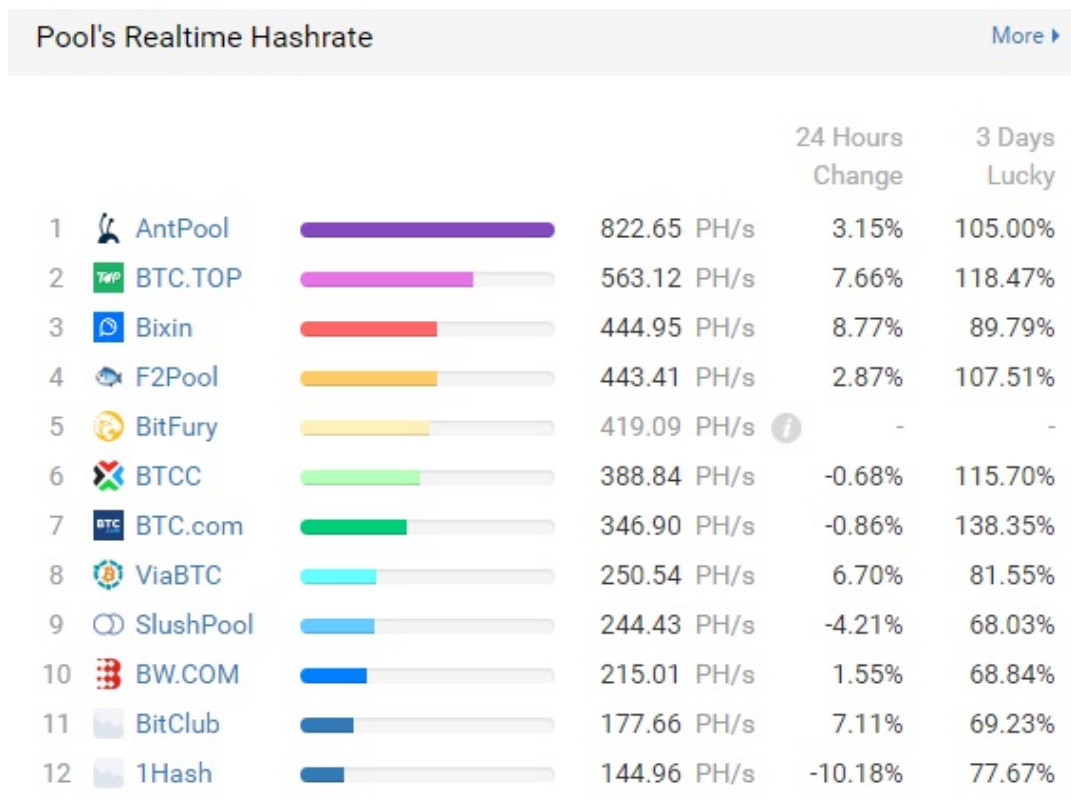 Pool's Realtime Hashrate More
24 Hours 3 Days
Change Lucky
1 AntPool 822.65 PH/s 3.15% 105.00%
2 TOP BTC.TOP 563.12 PH/s 7.66% 118.47%
3 Bixin 444.95 PH/s 8.77% 89.79%
4 F2Pool 443.41 PH/s 2.87% 107.51%
5 BitFury 419.09 PH/s i - -
6 BTCC 388.84 PH/s -0.68% 115.70%
7 BTC BTC.com 346.90 PH/s -0.86% 138.35%
8 ViaBTC 250.54 PH/s 6.70% 81.55%
9 SlushPool 244.43 PH/s -4.21% 68.03%
10 BW.COM 215.01 PH/s 1.55% 68.84%
11 BitClub 177.66 PH/s 7.11% 69.23%
12 1Hash 144.96 PH/s -10.18% 77.67%